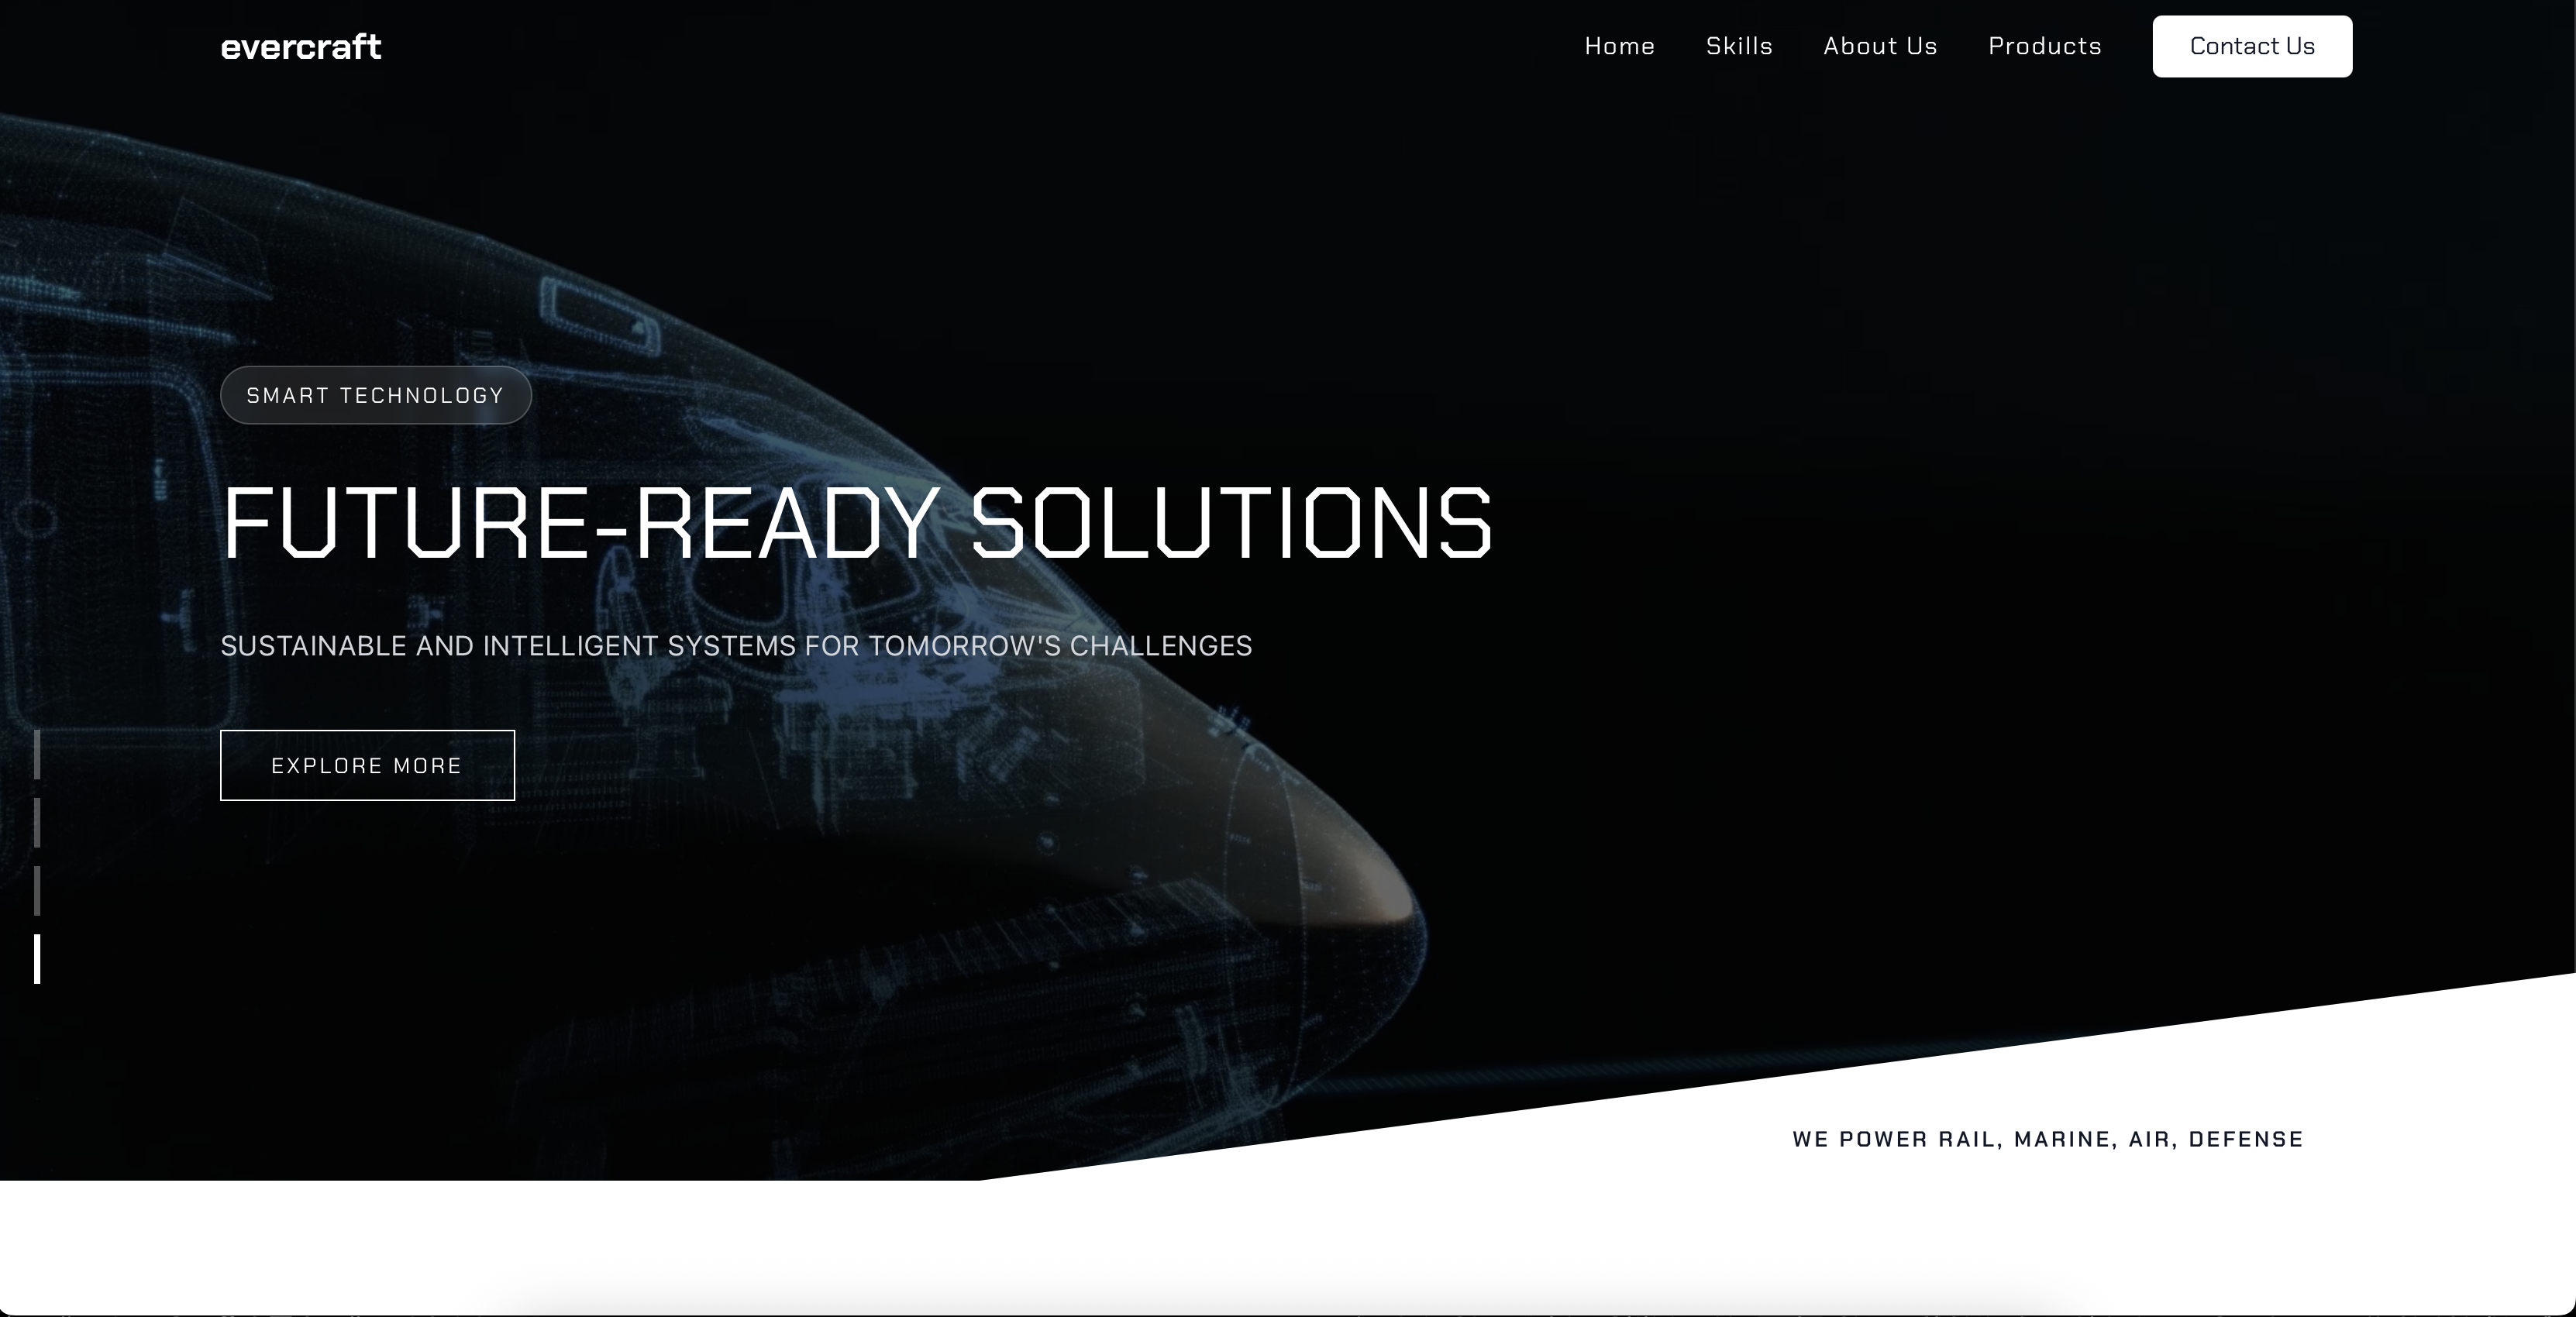 evercraft
Home Skills About Us Products Contact Us
SMART TECHNOLOGY
FUTURE-READY SOLUTIONS
SUSTAINABLE AND INTELLIGENT SYSTEMS FOR TOMORROW'S CHALLENGES
EXPLORE MORE
WE POWER RAIL, MARINE, AIR, DEFENSE